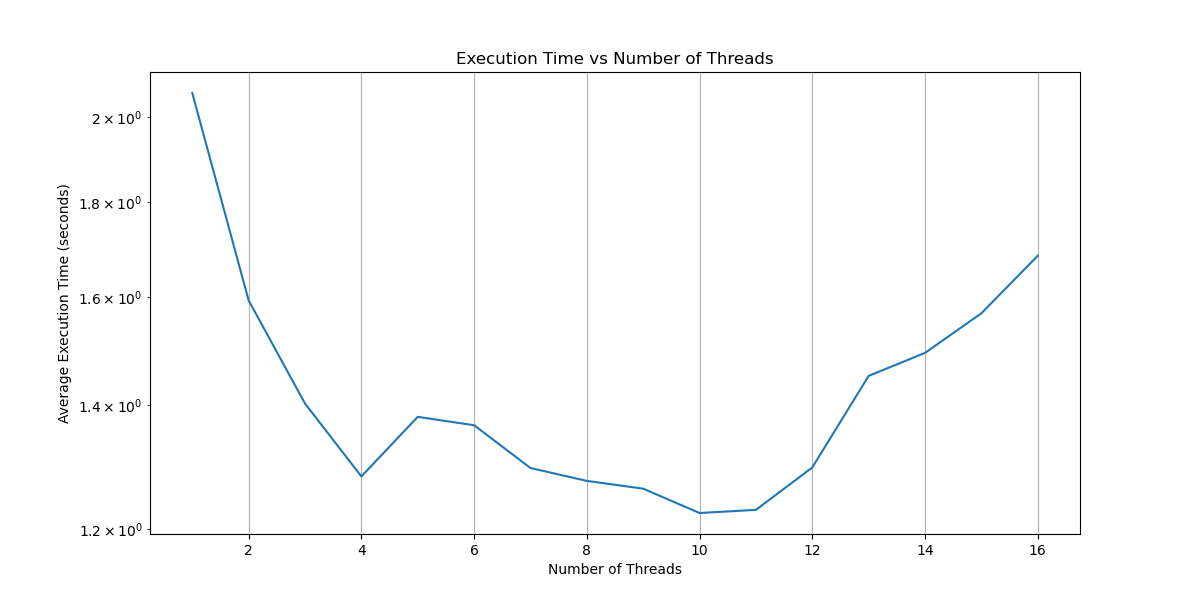 Execution Time vs Number of Threads
Average Execution Time (seconds)
2 × 10⁰
1.8 × 10⁰
1.6 × 10⁰
1.4 × 10⁰
1.2 × 10⁰
2 4 6 8 10 12 14 16
Number of Threads